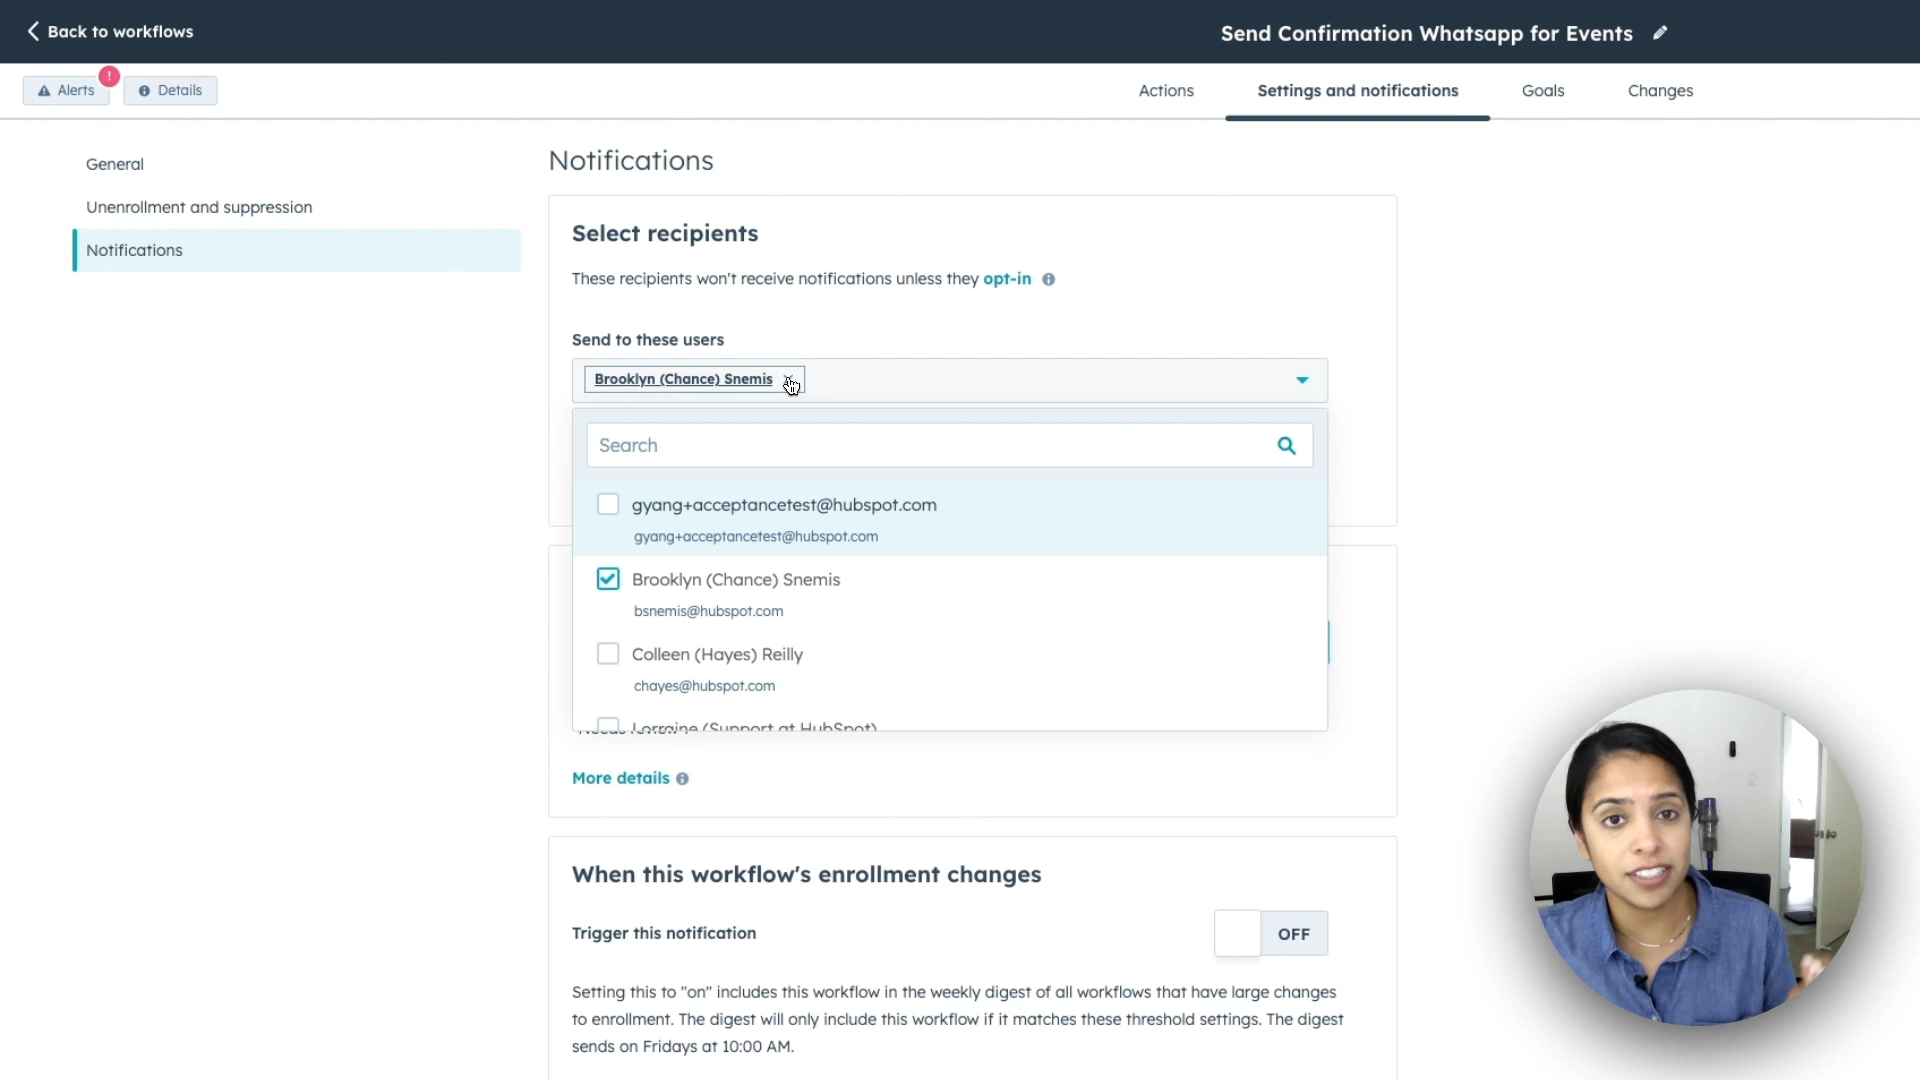 Back to workflows
Send Confirmation Whatsapp for Events
Alerts
!
Details
Actions
Settings and notifications
Goals
Changes
General
Unenrollment and suppression
Notifications
Notifications
Select recipients
These recipients won't receive notifications unless they opt-in
Send to these users
Brooklyn (Chance) Snemis
Search
gyang+acceptancetest@hubspot.com
gyang+acceptancetest@hubspot.com
Brooklyn (Chance) Snemis
bsnemis@hubspot.com
Colleen (Hayes) Reilly
chayes@hubspot.com
Lorraine (Support at HubSpot)
More details
When this workflow's enrollment changes
Trigger this notification
OFF
Setting this to "on" includes this workflow in the weekly digest of all workflows that have large changes
to enrollment. The digest will only include this workflow if it matches these threshold settings. The digest
sends on Fridays at 10:00 AM.